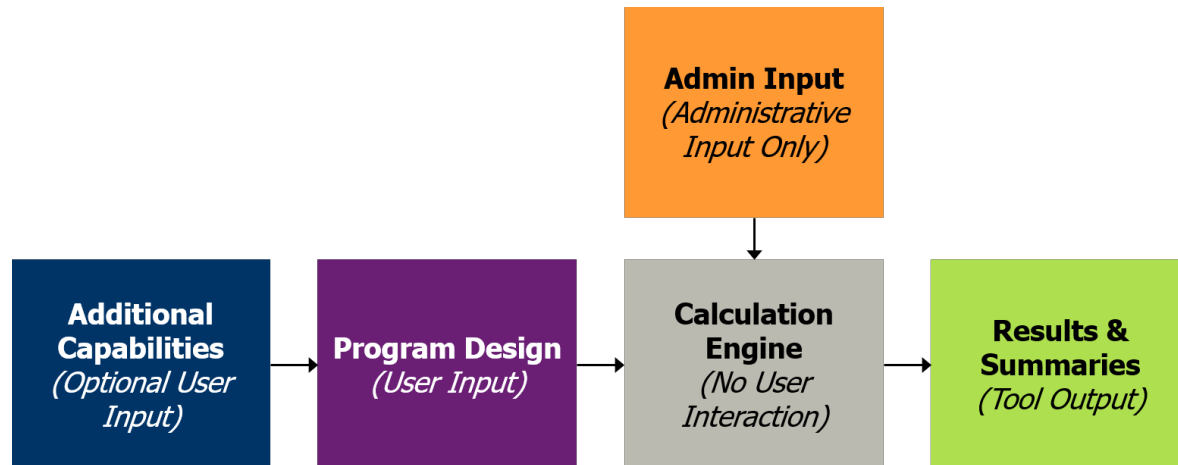 Admin Input
(Administrative
Input Only)
Additional
Capabilities
(Optional User
Input)
Program Design
(User Input)
Calculation
Engine
(No User
Interaction)
Results &
Summaries
(Tool Output)